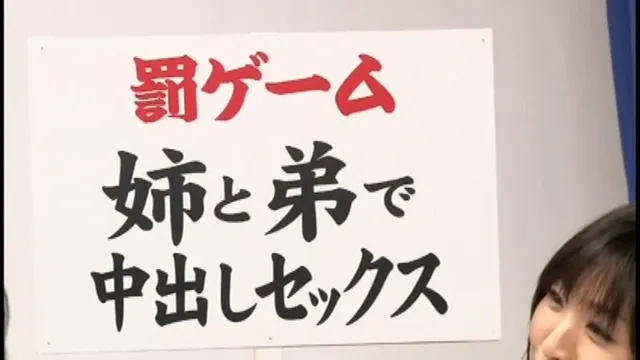 罰ゲーム
姉と弟で
中出しセックス